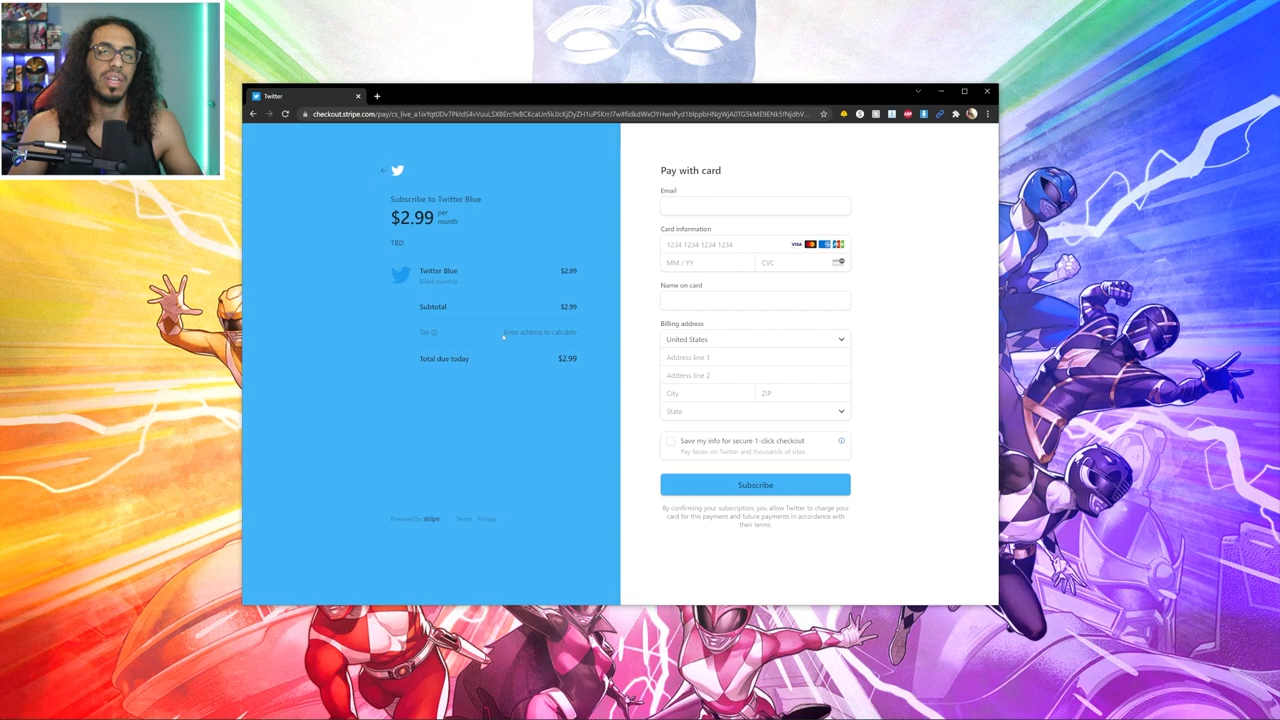 Twitter
checkout.stripe.com
Subscribe to Twitter Blue
$2.99 per
month
TBD
Twitter Blue $2.99
Billed monthly
Subtotal $2.99
Tax Enter address to calculate
Total due today $2.99
Powered by stripe Terms Privacy
Pay with card
Email
Card information
1234 1234 1234 1234 VISA
MM / YY CVC
Name on card
Billing address
United States
Address line 1
Address line 2
City ZIP
State
Save my info for secure 1-click checkout
Pay faster on Twitter and thousands of sites.
Subscribe
By confirming your subscription, you allow Twitter to charge your
card for this payment and future payments in accordance with
their terms.